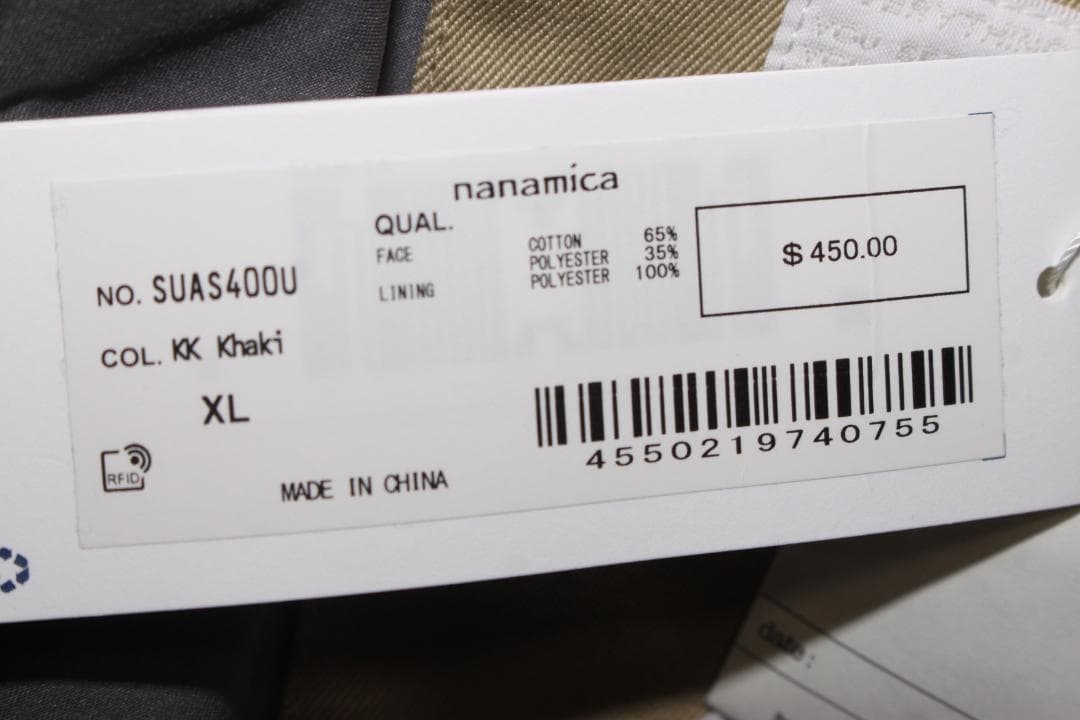 YOU
nanamica
QUAL.
FACE COTTON 65%
POLYESTER 35%
LINING POLYESTER 100%
$450.00
NO. SUAS400U
COL. KK Khaki
XL
RFID
MADE IN CHINA
4550219740755
date: